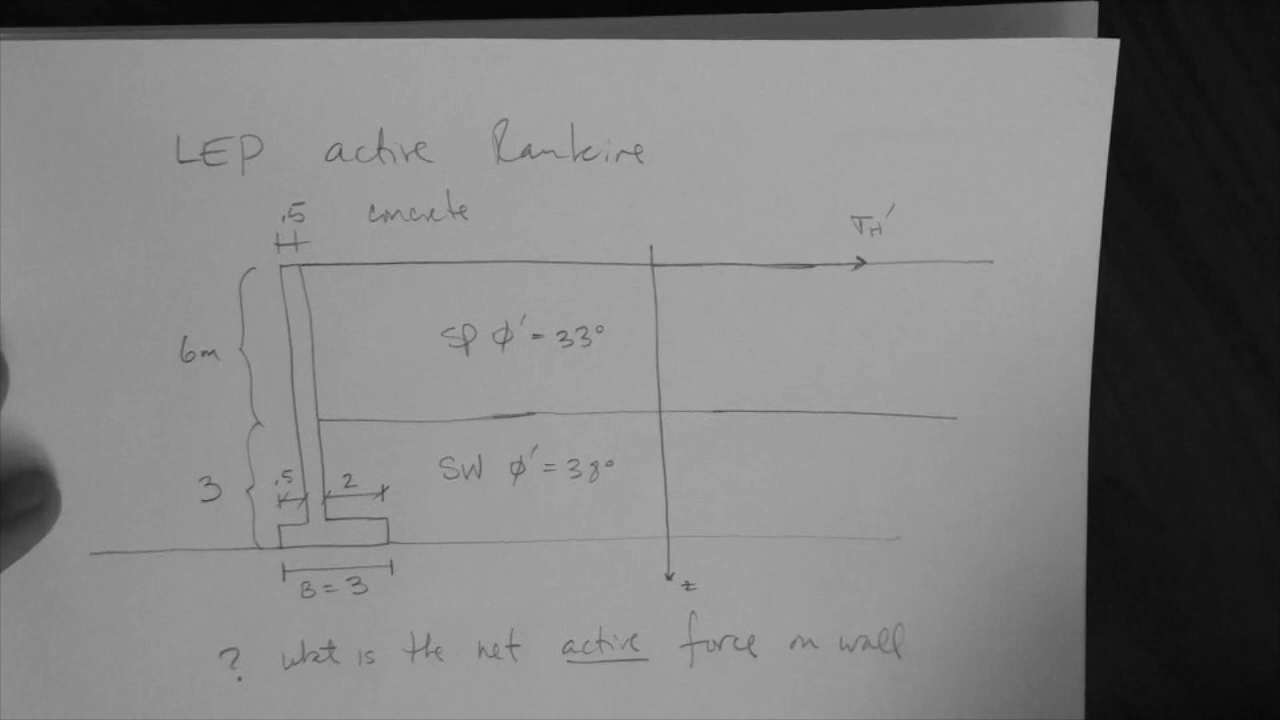 LEP active Rankine
.5 concrete
σH'
6m
SP φ' = 33°
3
SW φ' = 38°
.5
2
B = 3
z
? what is the net active force on wall